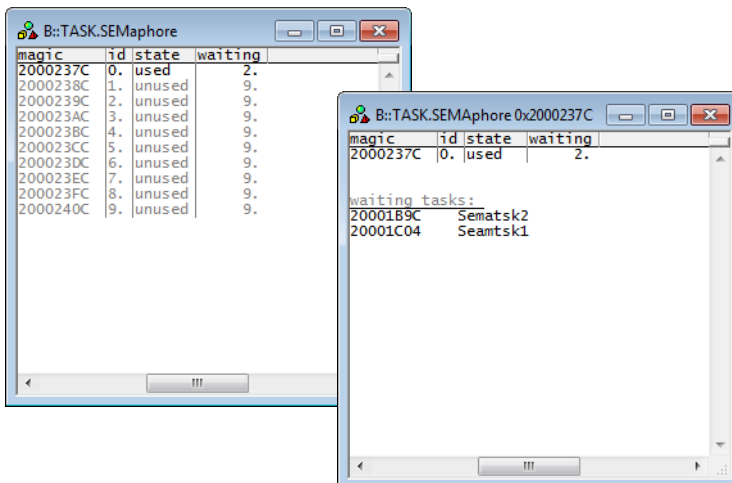 B::TASK.SEMaphore
magic id state waiting
2000237C 0. used 2.
2000238C 1. unused 9.
2000239C 2. unused 9.
200023AC 3. unused 9.
200023BC 4. unused 9.
200023CC 5. unused 9.
200023DC 6. unused 9.
200023EC 7. unused 9.
200023FC 8. unused 9.
2000240C 9. unused 9.
B::TASK.SEMAphore 0x2000237C
magic id state waiting
2000237C 0. used 2.
waiting tasks:
20001B9C Sematsk2
20001C04 Seamtsk1